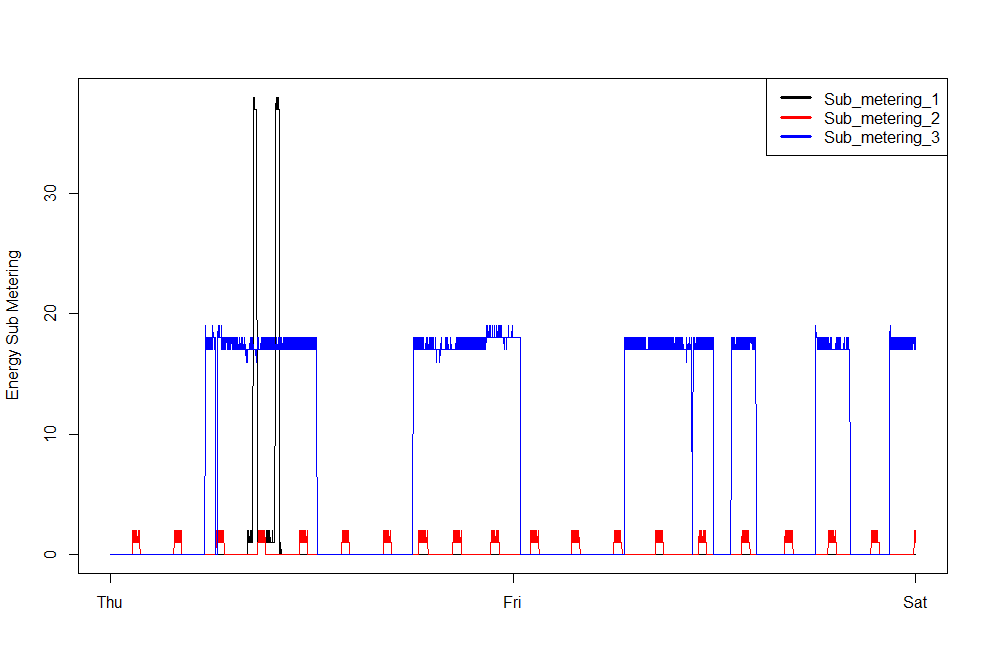 Sub_metering_1
Sub_metering_2
Sub_metering_3
Energy Sub Metering
30
20
10
0
Thu
Fri
Sat